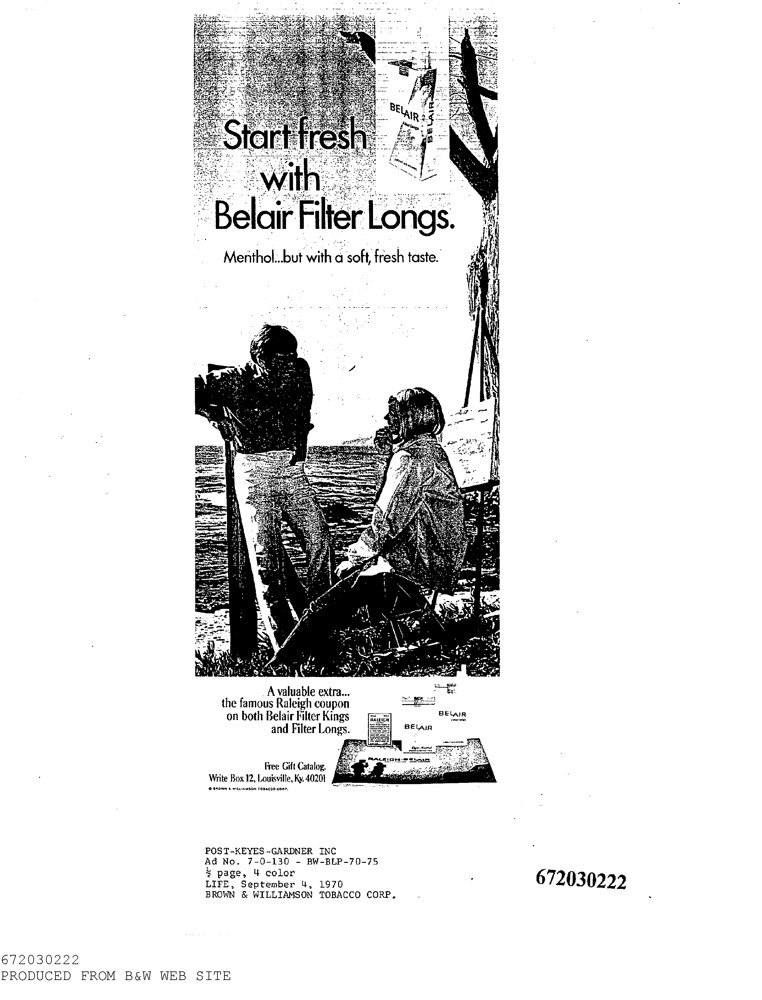 BELAIR
BELAIR
Start fresh
with
Belair Filter Longs.
Menthol...but with a soft, fresh taste.
A valuable extra...
the famous Raleigh coupon
on both Belair Filter Kings
and Filter Longs.
RALEIGH
BELAIR
BELAIR
RALEIGH-BELAIR
Free Gift Catalog.
Write Box 12, Louisville, Ky. 40201
© BROWN & WILLIAMSON TOBACCO CORP.
POST-KEYES-GARDNER INC
Ad No. 7-0-130 - BW-BLP-70-75
½ page, 4 color
LIFE, September 4, 1970
BROWN & WILLIAMSON TOBACCO CORP.
672030222
672030222
PRODUCED FROM B&W WEB SITE